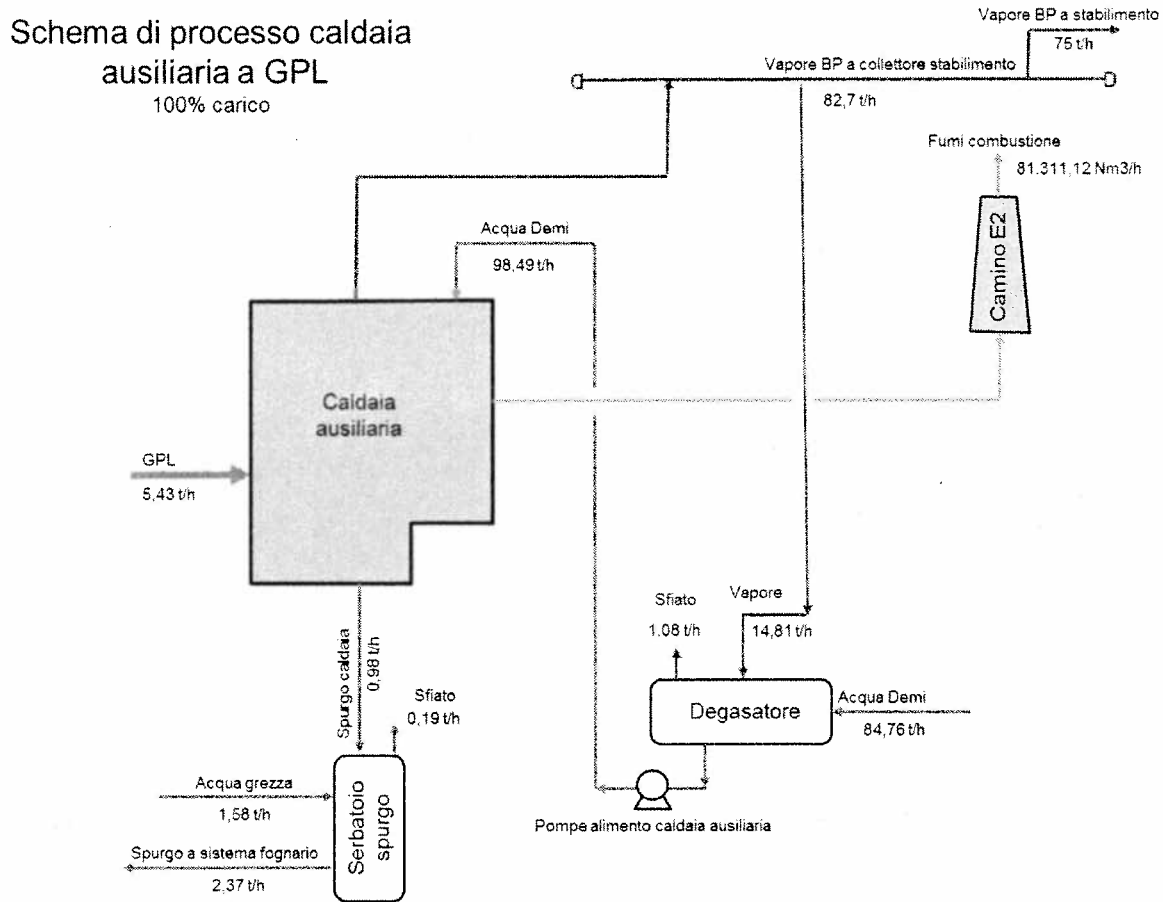 Schema di processo caldaia
ausiliaria a GPL
100% carico
Vapore BP a stabilimento
75 t/h
Vapore BP a collettore stabilimento
82,7 t/h
Fumi combustione
81.311,12 Nm3/h
Camino E2
Acqua Demi
98,49 t/h
Caldaia
ausiliaria
GPL
5,43 t/h
Spurgo caldaia
0,98 t/h
Sfiato
0,19 t/h
Sfiato
1.08 t/h
Vapore
14,81 t/h
Degasatore
Acqua Demi
84,76 t/h
Acqua grezza
1,58 t/h
Serbatoio
spurgo
Pompe alimento caldaia ausiliaria
Spurgo a sistema fognario
2,37 t/h